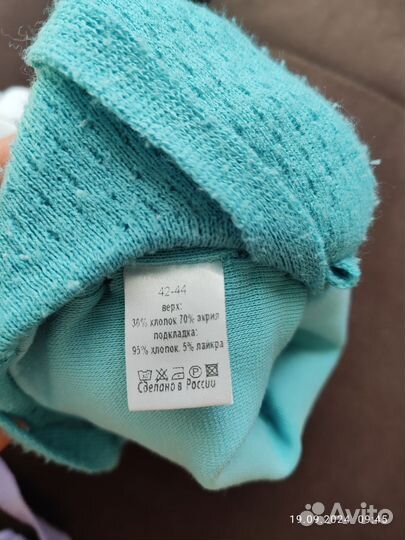 42-44
верх:
30% хлопок 70% акрил
подкладка:
95% хлопок. 5% лайкра
Сделано в России
19.09.2024 09:45
Avito